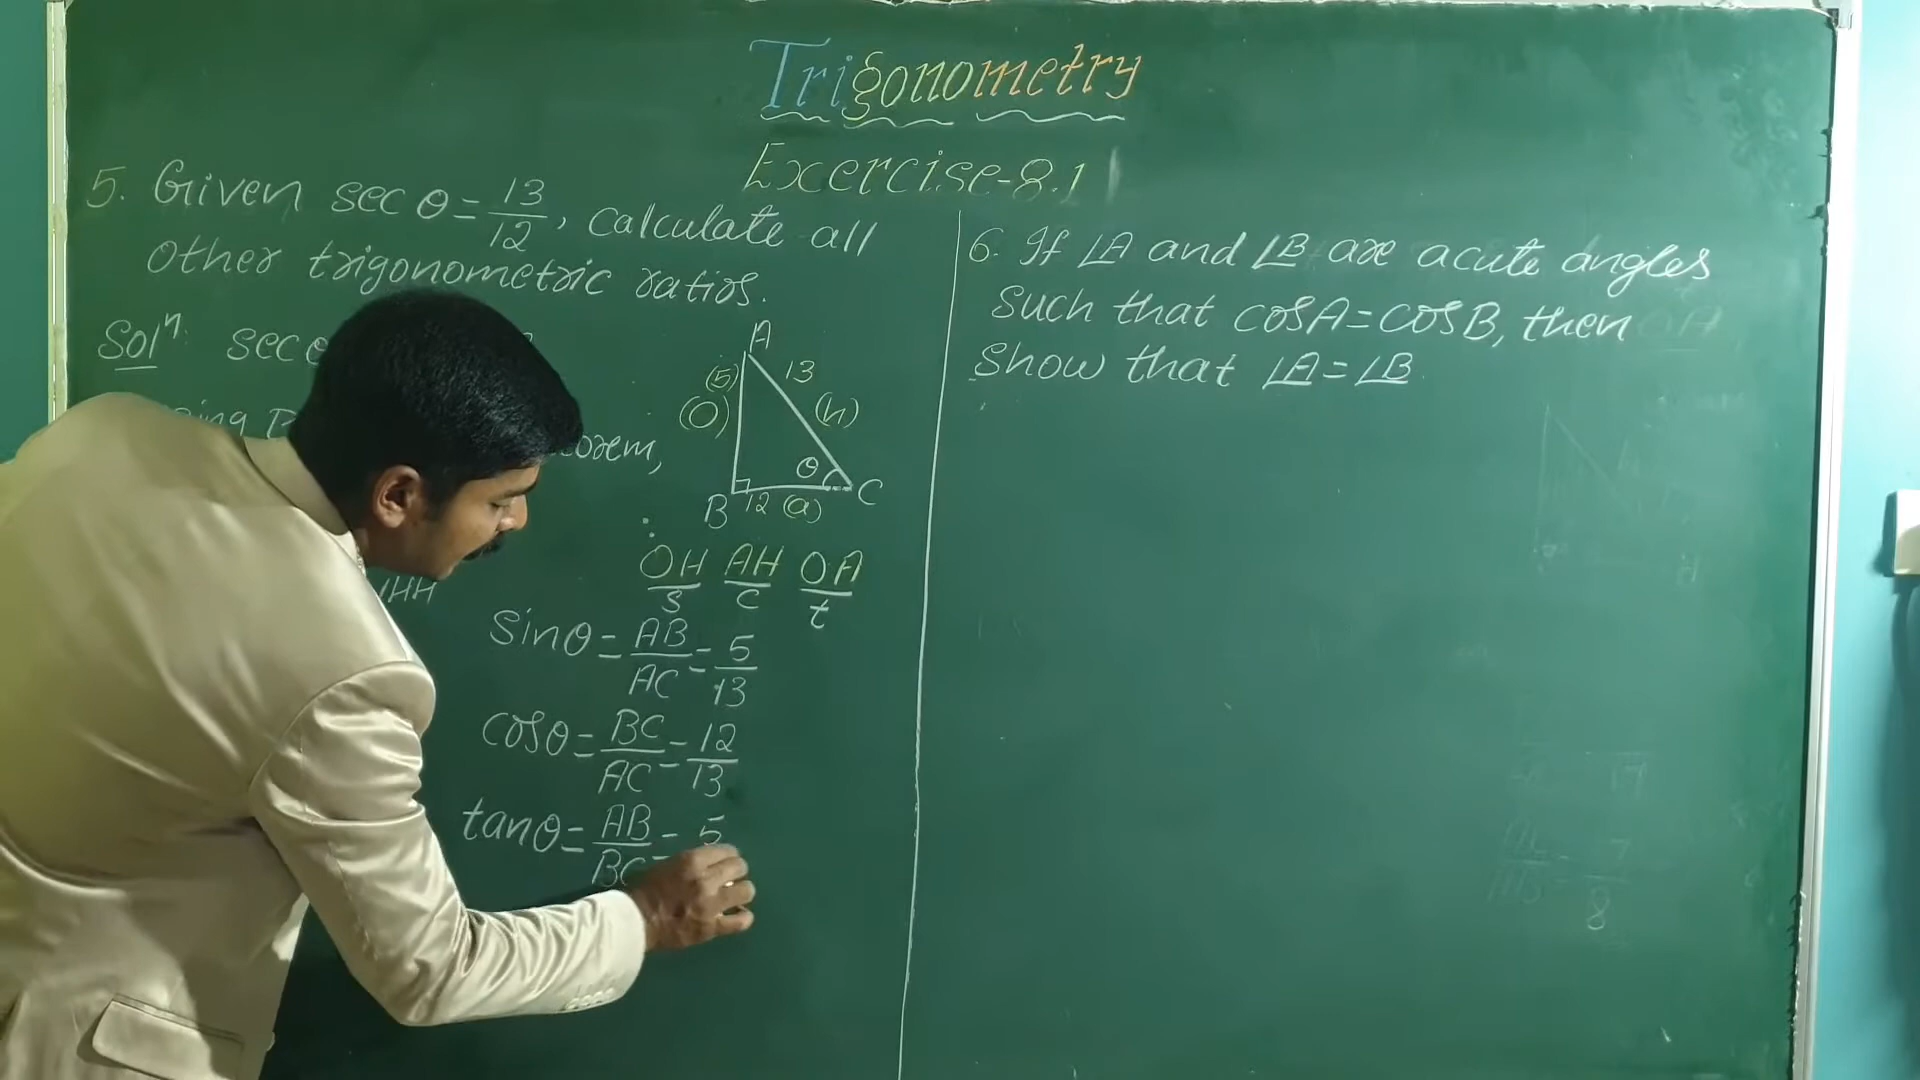 Trigonometry
Exercise-8.1
5. Given sec θ = 13/12, calculate all
other trigonometric ratios.
Solⁿ: sec
A
(5) 13
(O) (h)
θ
B 12 (a) C
OH/S AH/C OA/t
sinθ = AB/AC = 5/13
cosθ = BC/AC = 12/13
tanθ = AB/BC = 5
6. If ∠A and ∠B are acute angles
such that cosA = cosB, then
show that ∠A = ∠B.